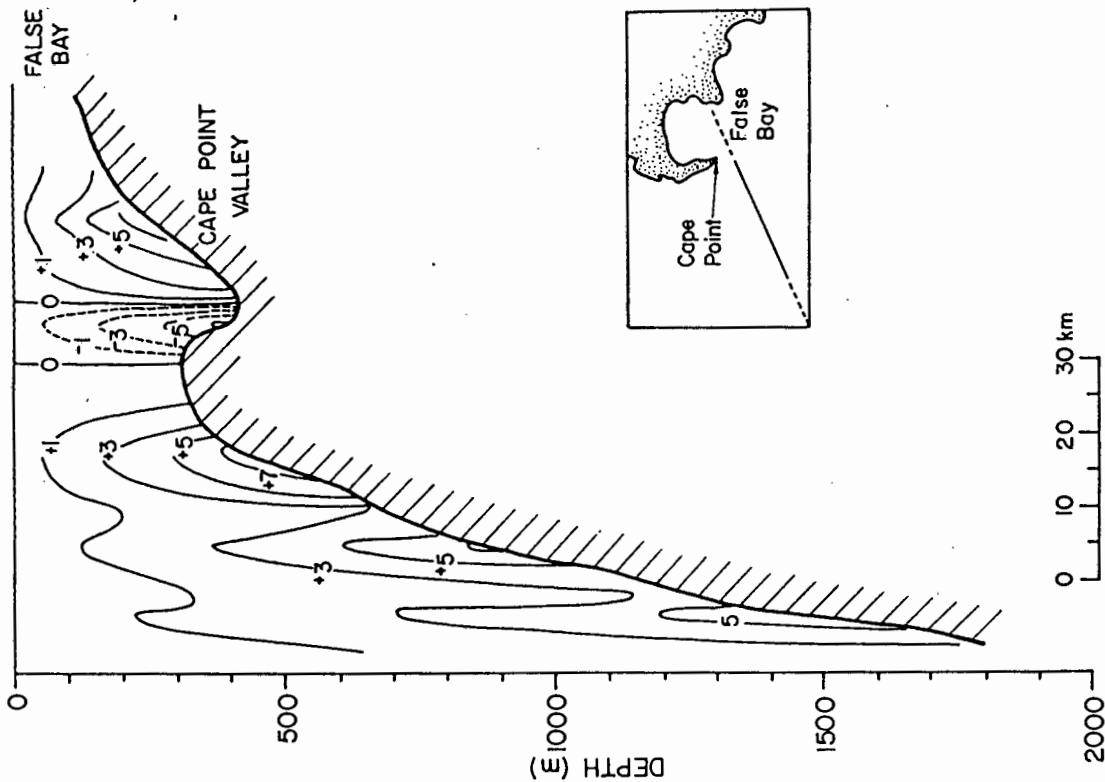 FALSE
BAY
CAPE POINT
VALLEY
+1
+3
+5
0
-1
-3
-5
0
+1
+3
+5
+7
+3
+5
5
0
500
1000
1500
2000
DEPTH (m)
0 10 20 30 km
Cape
Point
False
Bay